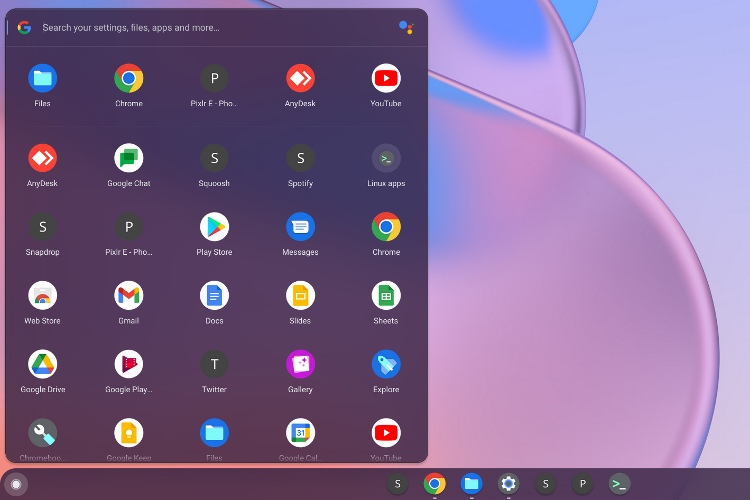 Search your settings, files, apps and more...
Files Chrome P Pixlr E - Pho... AnyDesk YouTube
AnyDesk Google Chat S Squoosh S Spotify >_ Linux apps
S Snapdrop P Pixlr E - Pho... Play Store Messages Chrome
Web Store Gmail Docs Slides Sheets
Google Drive Google Play... T Twitter Gallery Explore
Chromeboo... Google Keep Files 31 Google Cal... YouTube
S S P >_